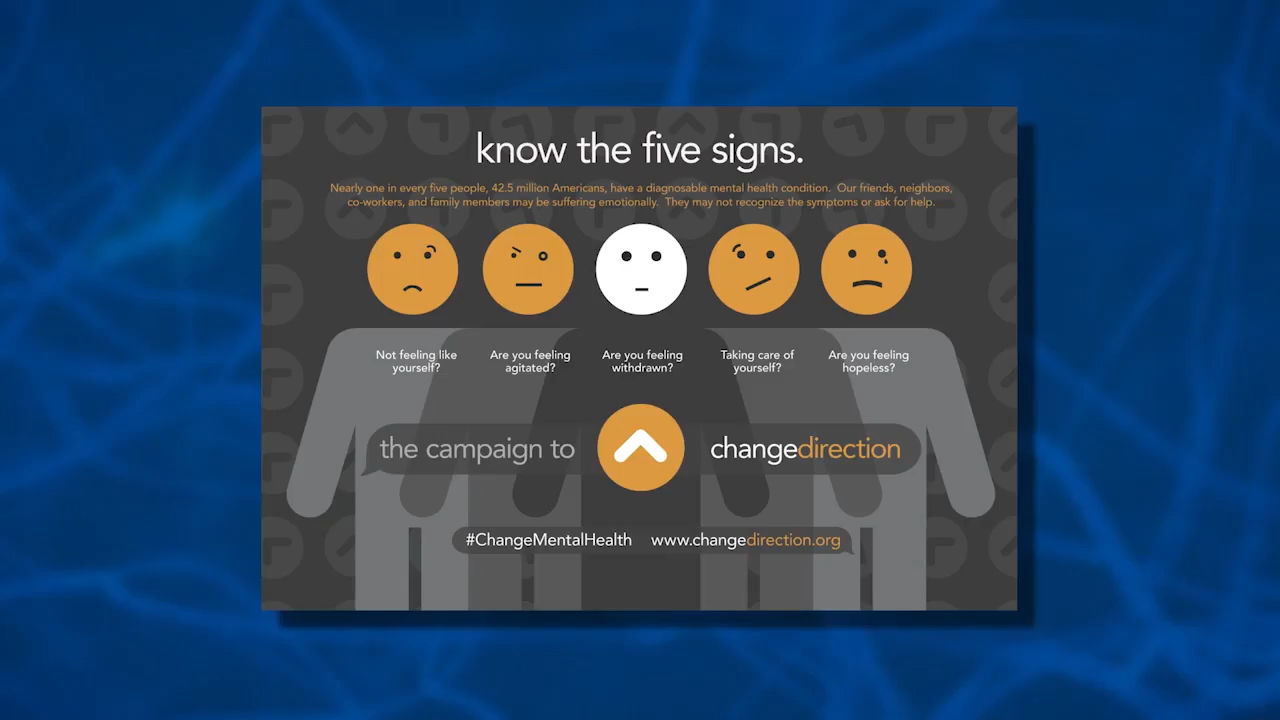 know the five signs.
Nearly one in every five people, 42.5 million Americans, have a diagnosable mental health condition. Our friends, neighbors,
co-workers, and family members may be suffering emotionally. They may not recognize the symptoms or ask for help.
Not feeling like
yourself?
Are you feeling
agitated?
Are you feeling
withdrawn?
Taking care of
yourself?
Are you feeling
hopeless?
the campaign to changedirection
#ChangeMentalHealth www.changedirection.org